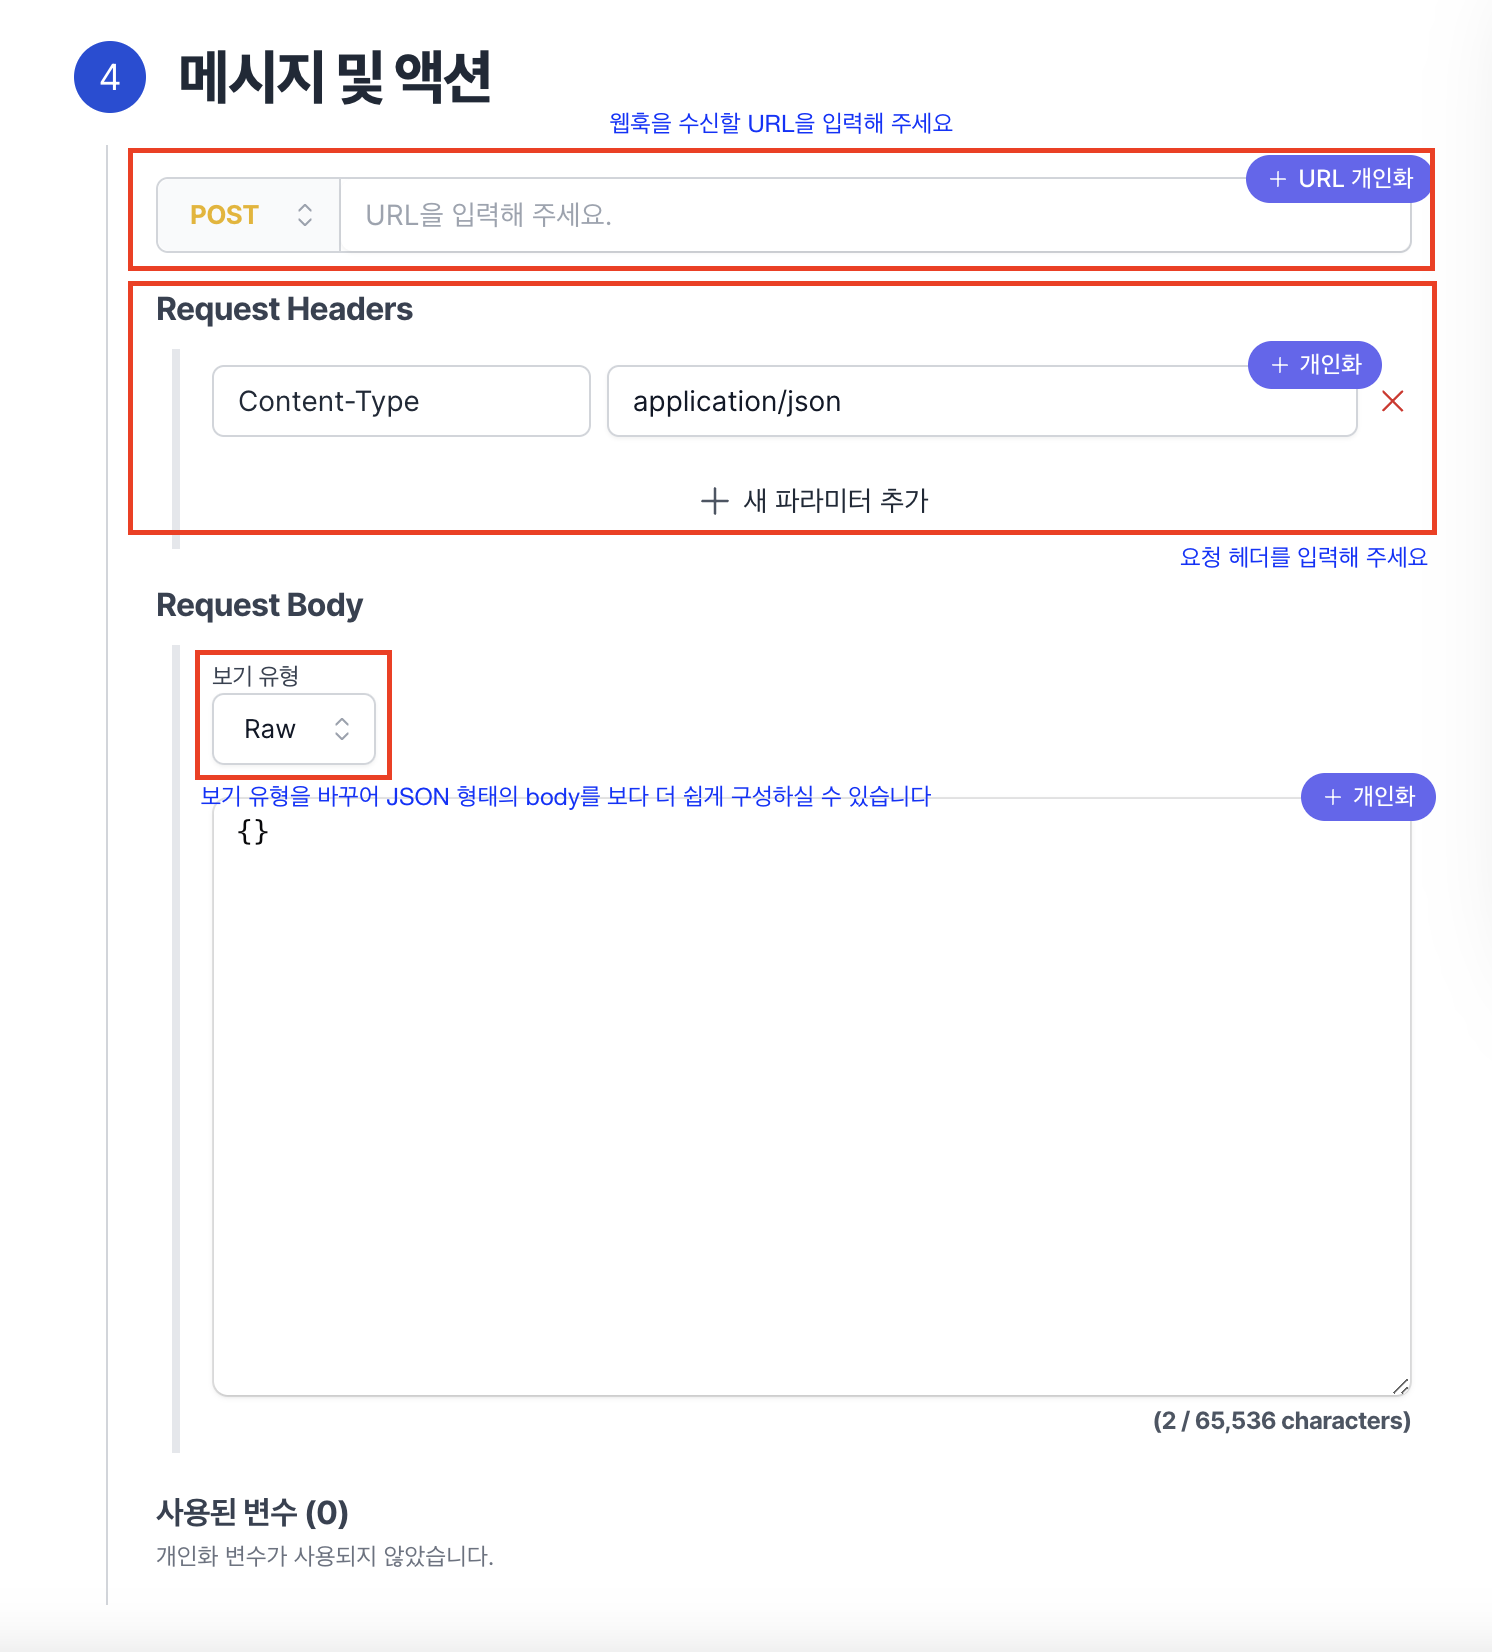 4 메시지 및 액션
웹훅을 수신할 URL을 입력해 주세요
+ URL 개인화
POST URL을 입력해 주세요.
Request Headers
+ 개인화
Content-Type application/json
+ 새 파라미터 추가
요청 헤더를 입력해 주세요
Request Body
보기 유형
Raw
보기 유형을 바꾸어 JSON 형태의 body를 보다 더 쉽게 구성하실 수 있습니다
+ 개인화
{}
(2 / 65,536 characters)
사용된 변수 (0)
개인화 변수가 사용되지 않았습니다.